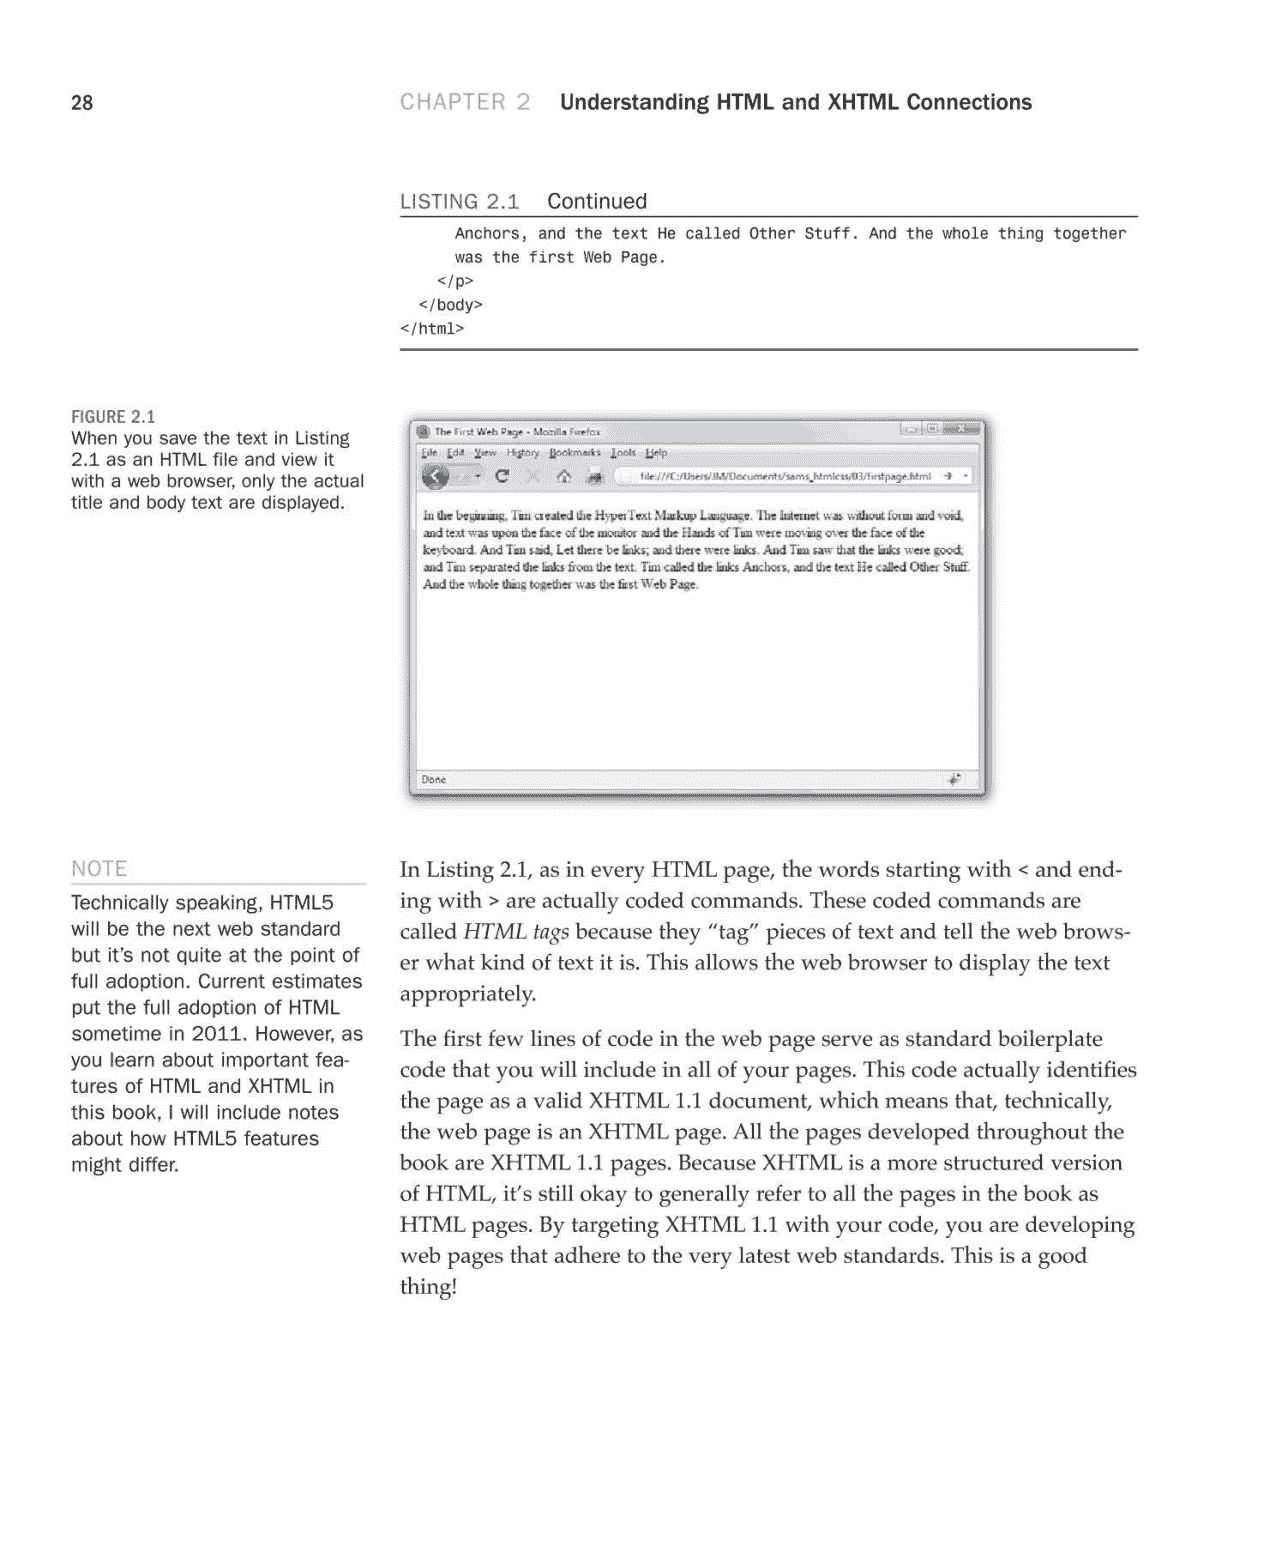 28
CHAPTER 2 Understanding HTML and XHTML Connections
LISTING 2.1 Continued
Anchors, and the text He called Other Stuff. And the whole thing together
was the first Web Page.
</p>
</body>
</html>
FIGURE 2.1
When you save the text in Listing
2.1 as an HTML file and view it
with a web browser, only the actual
title and body text are displayed.
The First Web Page - Mozilla Firefox
File Edit View History Bookmarks Tools Help
file:///C:/Users/JM/Documents/sams_htmlcss/03/firstpage.html
In the beginning, Tim created the HyperText Markup Language. The Internet was without form and void,
and text was upon the face of the monitor and the Hands of Tim were moving over the face of the
keyboard. And Tim said, Let there be links; and there were links. And Tim saw that the links were good;
and Tim separated the links from the text. Tim called the links Anchors, and the text He called Other Stuff.
And the whole thing together was the first Web Page.
Done
NOTE
Technically speaking, HTML5
will be the next web standard
but it's not quite at the point of
full adoption. Current estimates
put the full adoption of HTML
sometime in 2011. However, as
you learn about important fea-
tures of HTML and XHTML in
this book, I will include notes
about how HTML5 features
might differ.
In Listing 2.1, as in every HTML page, the words starting with < and end-
ing with > are actually coded commands. These coded commands are
called HTML tags because they “tag” pieces of text and tell the web brows-
er what kind of text it is. This allows the web browser to display the text
appropriately.
The first few lines of code in the web page serve as standard boilerplate
code that you will include in all of your pages. This code actually identifies
the page as a valid XHTML 1.1 document, which means that, technically,
the web page is an XHTML page. All the pages developed throughout the
book are XHTML 1.1 pages. Because XHTML is a more structured version
of HTML, it's still okay to generally refer to all the pages in the book as
HTML pages. By targeting XHTML 1.1 with your code, you are developing
web pages that adhere to the very latest web standards. This is a good
thing!